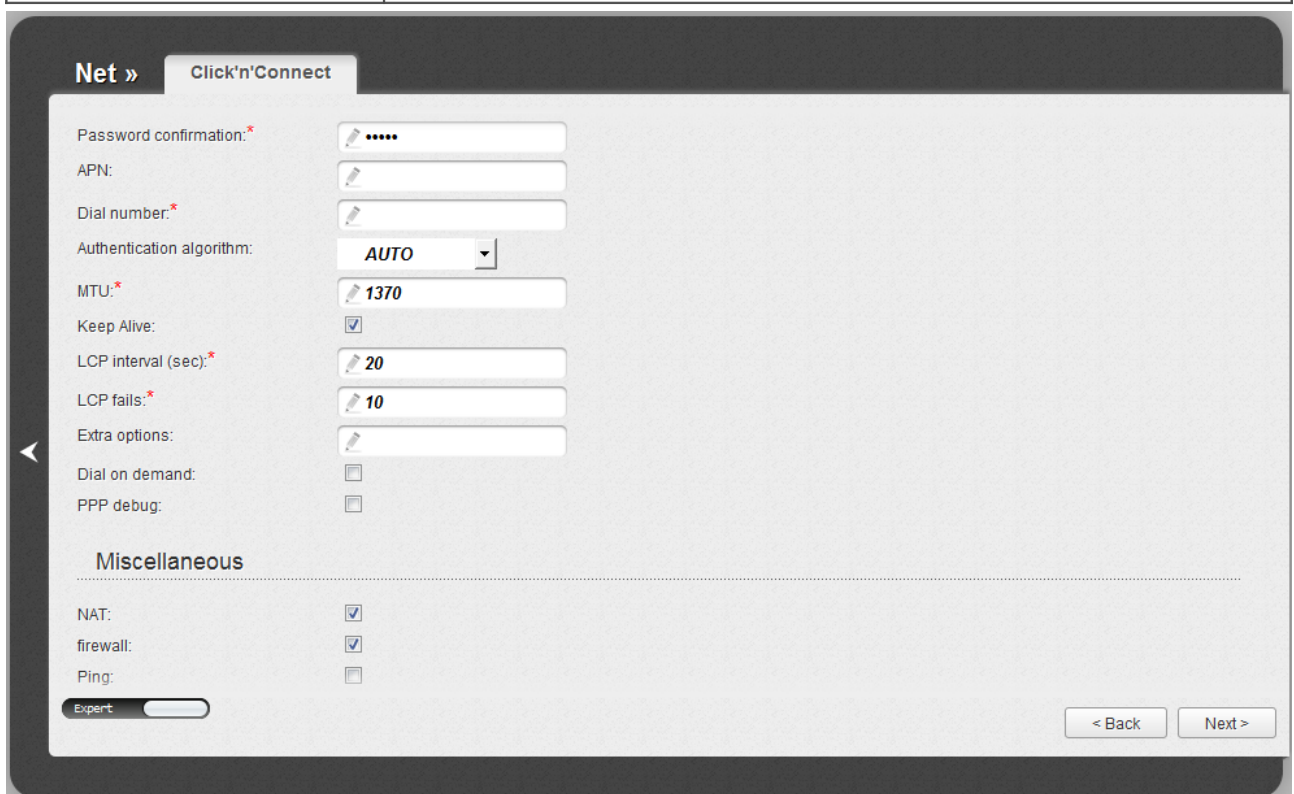 Net » Click'n'Connect
Password confirmation:* •••••
APN:
Dial number:*
Authentication algorithm: AUTO
MTU:* 1370
Keep Alive:
LCP interval (sec):* 20
LCP fails:* 10
Extra options:
Dial on demand:
PPP debug:
Miscellaneous
NAT:
firewall:
Ping:
Expert
< Back Next >